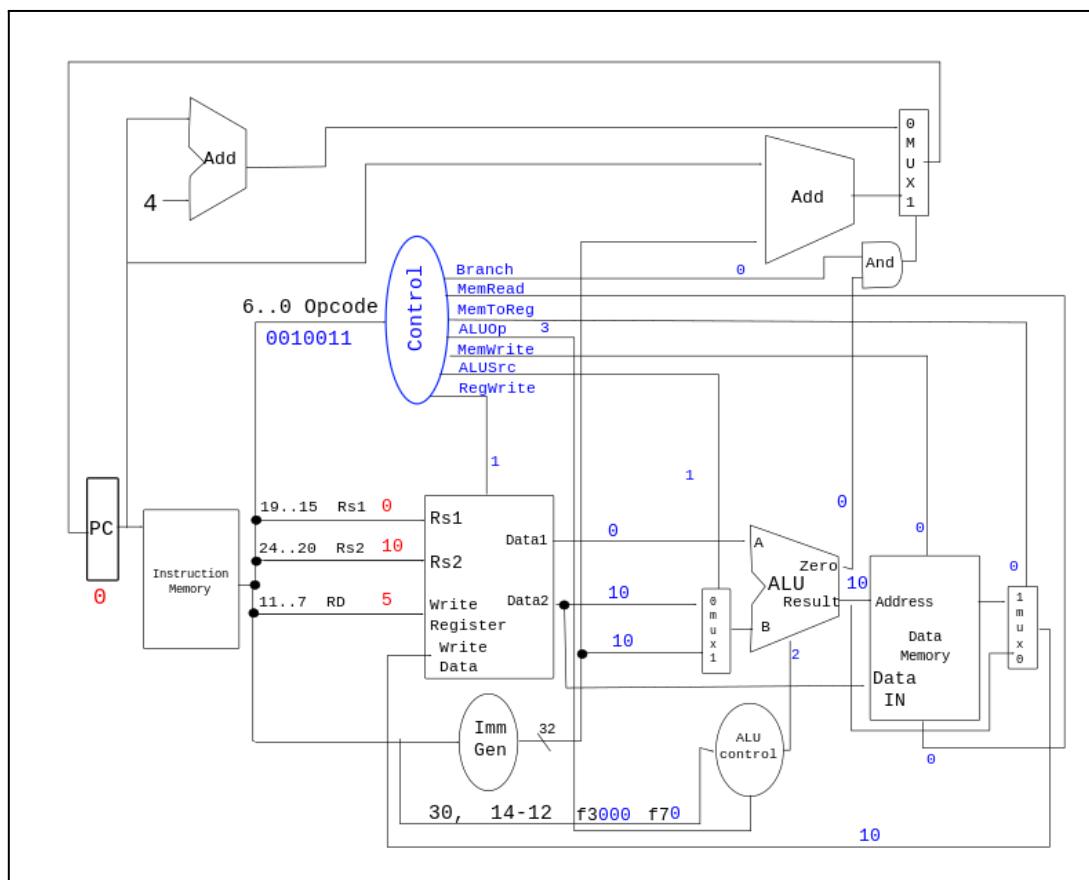 0
M
U
X
1
Add
4
Add
And
Control
Branch 0
MemRead
MemToReg
ALUOp 3
MemWrite
ALUSrc
RegWrite
6..0 Opcode
0010011
1
1
0
PC
0
Instruction
Memory
19..15 Rs1 0
24..20 Rs2 10
11..7 RD 5
Rs1
Rs2
Write
Register
Write
Data
Data1
Data2
0
10
10
0
m
u
x
1
A
B
ALU
Zero
Result
2
10
0
Address
Data
Memory
Data
IN
0
0
1
m
u
x
0
Imm
Gen
32
ALU
control
30, 14-12 f3000 f70
10